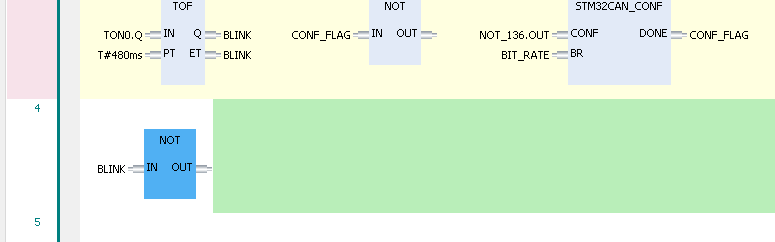 TOF NOT STM32CAN_CONF
TON0.Q IN Q BLINK CONF_FLAG IN OUT NOT_136.OUT CONF DONE CONF_FLAG
T#480ms PT ET BLINK BIT_RATE BR
4
NOT
BLINK IN OUT
5